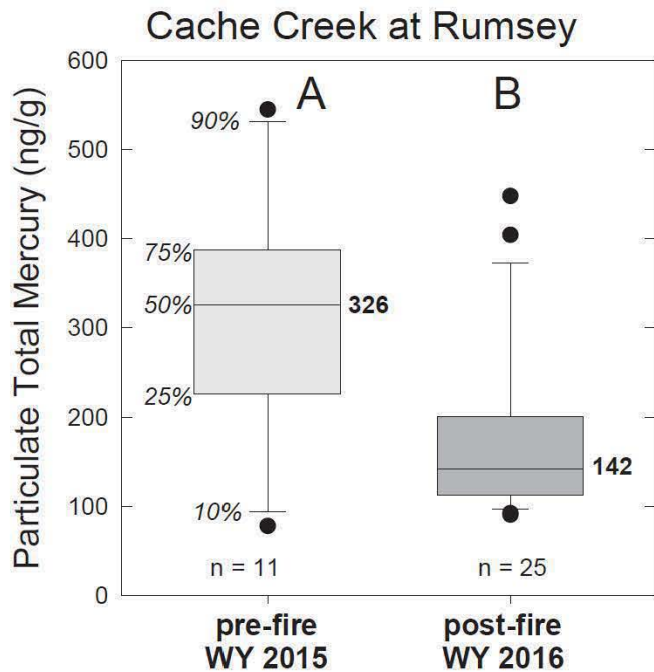 Cache Creek at Rumsey
Particulate Total Mercury (ng/g)
600
500
400
300
200
100
0
A
B
90%
75%
50%
25%
10%
326
142
n = 11
n = 25
pre-fire
WY 2015
post-fire
WY 2016